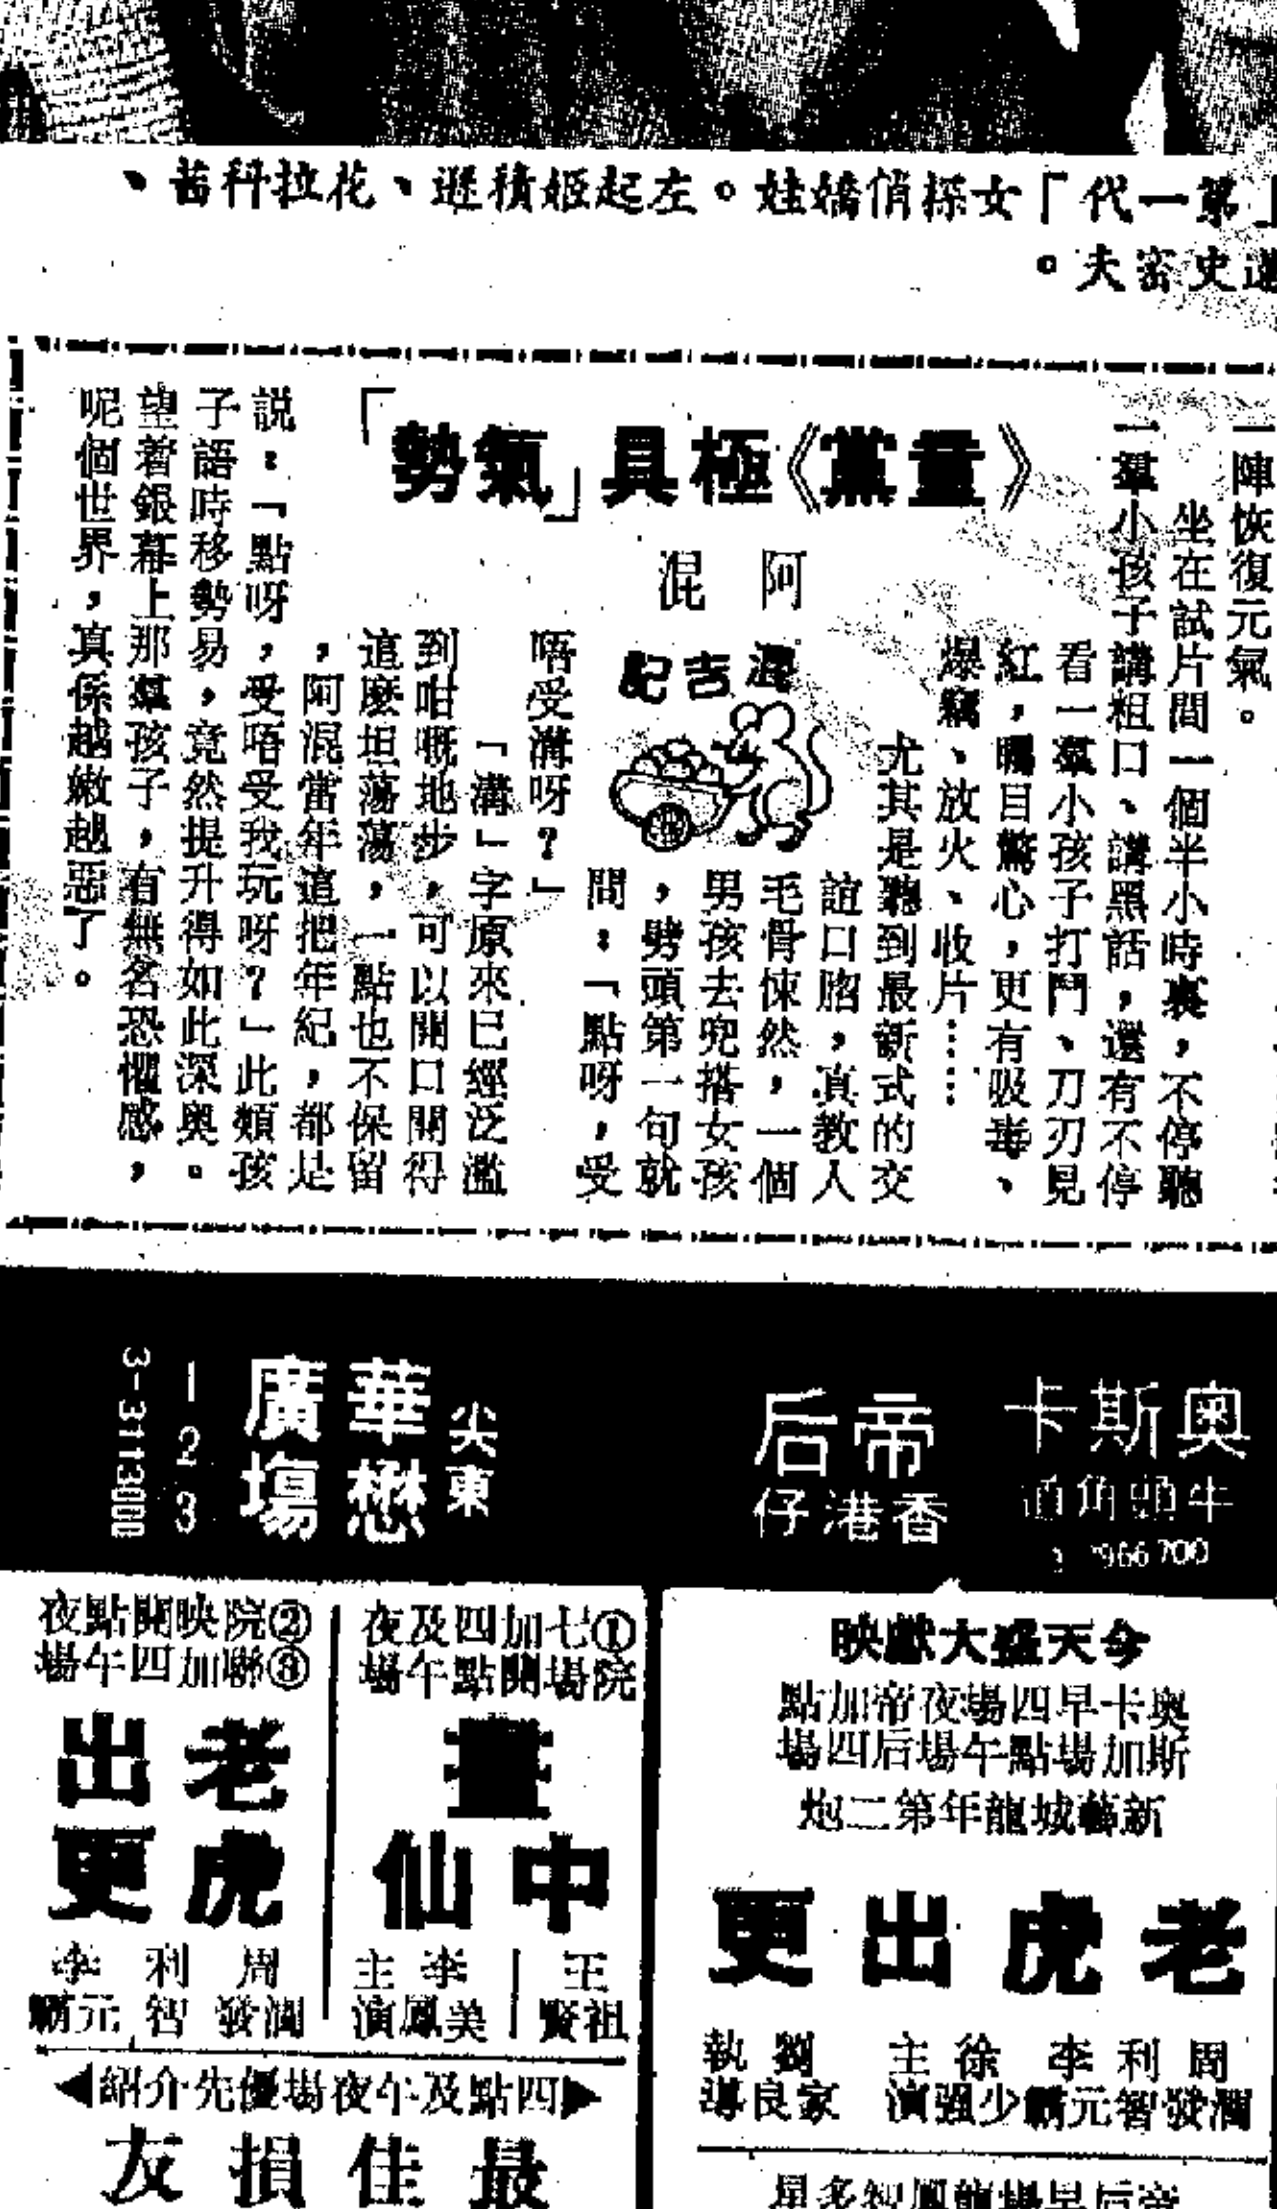 「第一代」女探俏嬌娃。左起姬積遜、花拉科茜、
遜史密夫。
一陣恢復元氣。
坐在試片間一個半小時裏，不停聽
一羣小孩子講粗口、講黑話，還有不停
看一羣小孩子打鬥、刀刃見
紅，矚目驚心，更有吸毒、
爆竊、放火、收片……
《童黨》極具「氣勢」
阿混
混吉記
尤其是聽到最新式的交
誼口脗，真教人
毛骨悚然，一個
男孩去兜搭女孩
，劈頭第一句就
問：「點呀，受
唔受溝呀？」
「溝」字原來已經泛濫
到咁嘅地步，可以開口開得
這麼坦蕩蕩，一點也不保留
，阿混當年這把年紀，都是
說：「點呀，受唔受我玩呀？」此類孩
子語時移勢易，竟然提升得如此深奧。
望着銀幕上那羣孩子，有無名恐懼感，
呢個世界，真係越嫩越惡了。
奧斯卡
牛頭角道
966700
帝后
香港仔
尖東
華懋
廣場
123
3-3113000
今天盛大獻映
奧斯卡加早場四點場午夜場帝后加四點場
新藝城龍年第二炮
老虎出更
周潤發
利智
李元霸
徐少强
主演
劉家良
執導
①院七場加開四點及午夜場
畫中仙
王祖賢
李美鳳
主演
②③院聯映加開四點午夜場
老虎出更
周潤發
利智
李元霸
◀四點及午夜場優先介紹▶
最佳損友